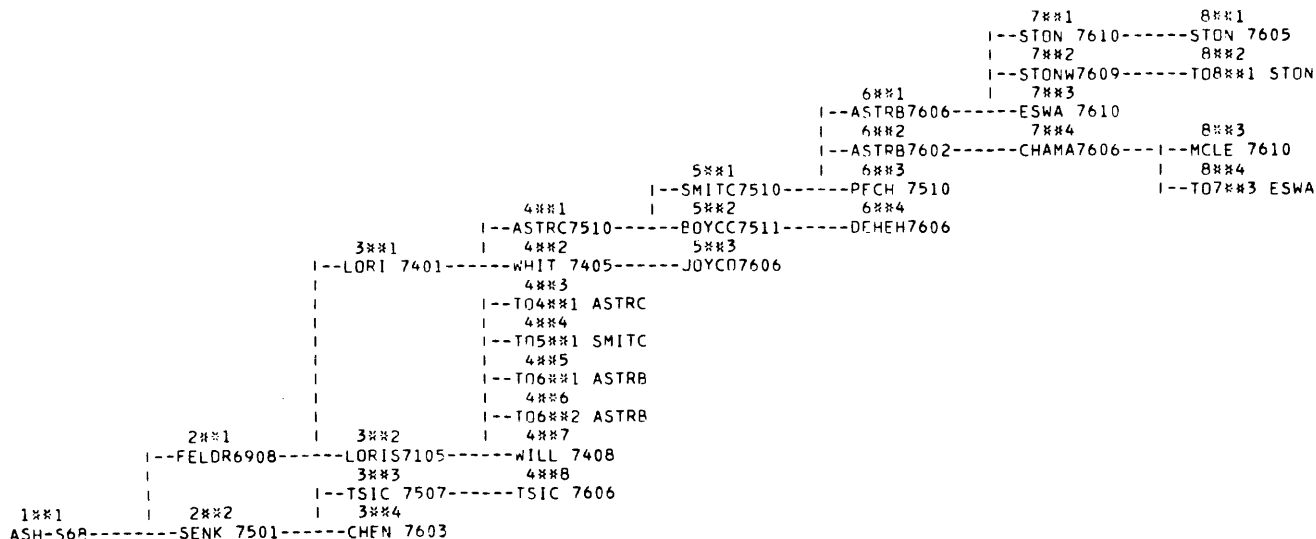 7**1 8**1
|--STON 7610------STON 7605
7**2 8**2
|--STONW7609------TO8**1 STON
6**1 7**3
|--ASTRB7606------ESWA 7610
6**2 7**4 8**3
|--ASTRB7602------CHAMA7606---|--MCLE 7610
5**1 6**3 8**4
|--SMITC7510------PECH 7510 |--TO7**3 ESWA
4**1 5**2 6**4
|--ASTRC7510------BOYCC7511------DEHEH7606
3**1 4**2 5**3
|--LORI 7401------WHIT 7405------JOYCO7606
4**3
|--TO4**1 ASTRC
4**4
|--TO5**1 SMITC
4**5
|--TO6**1 ASTRB
4**6
|--TO6**2 ASTRB
2**1 3**2 4**7
|--FELDR6908------LORIS7105------WILL 7408
3**3 4**8
|--TSIC 7507------TSIC 7606
1**1 2**2 3**4
ASH-S68--------SENK 7501------CHEN 7603